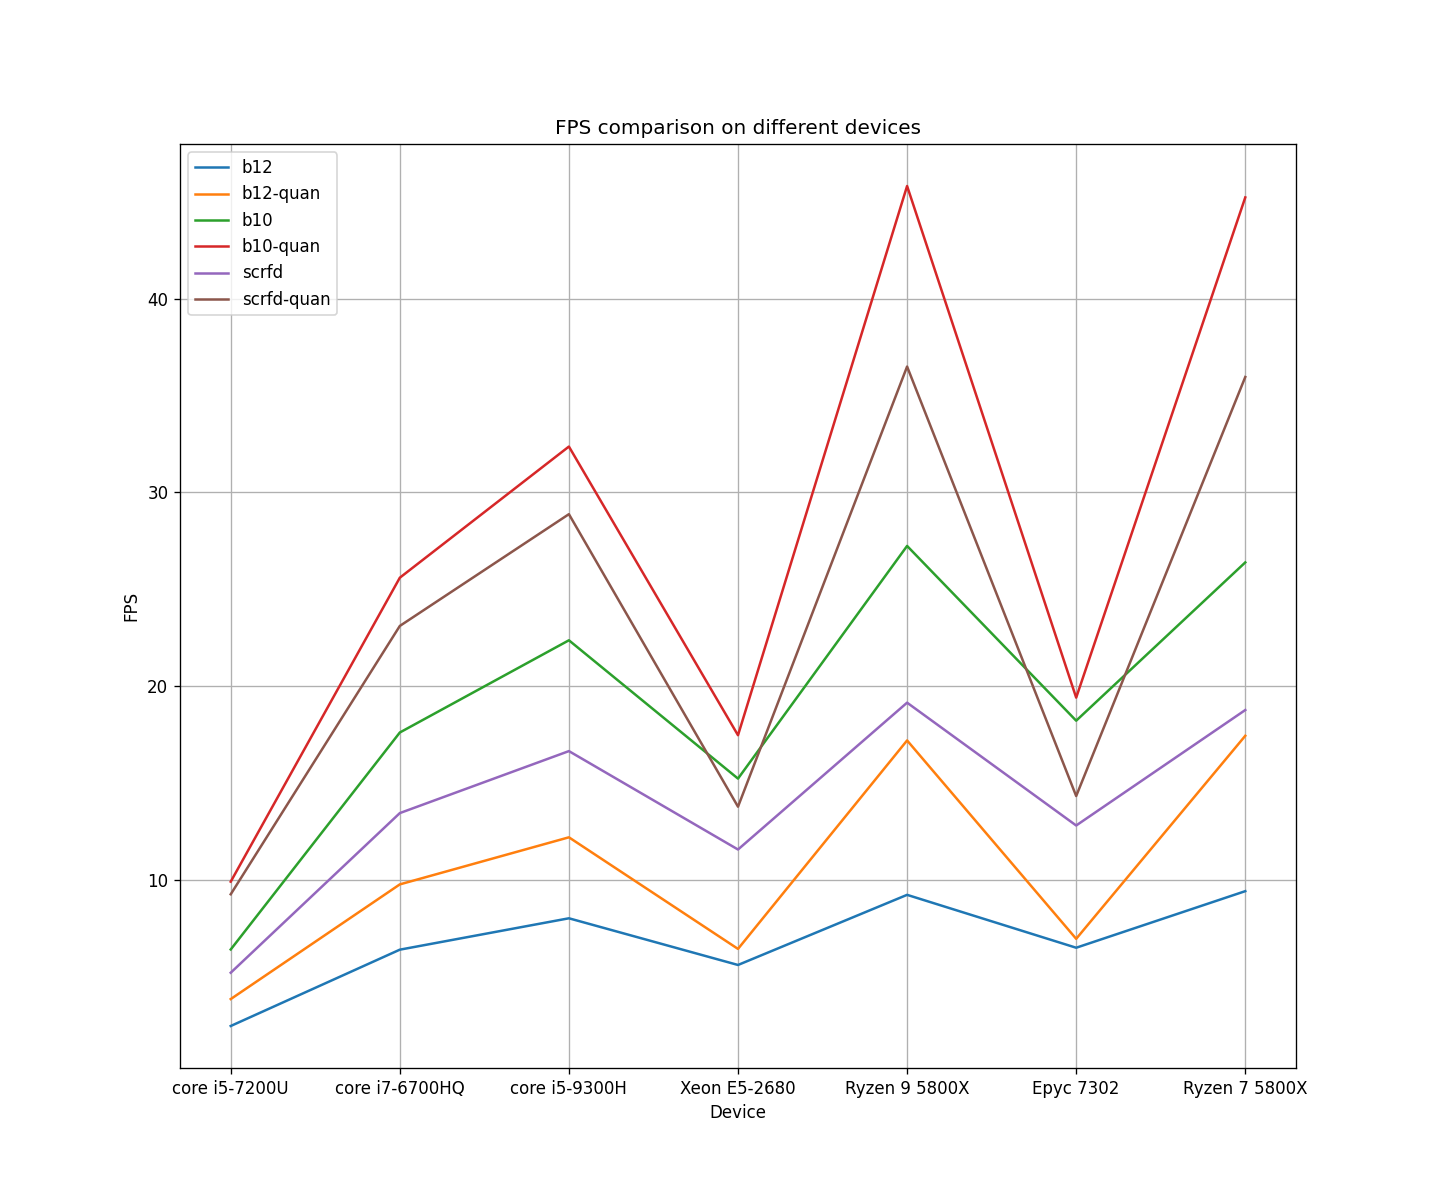 FPS comparison on different devices
b12
b12-quan
b10
b10-quan
scrfd
scrfd-quan
40
30
20
10
FPS
core i5-7200U
core i7-6700HQ
core i5-9300H
Xeon E5-2680
Ryzen 9 5800X
Epyc 7302
Ryzen 7 5800X
Device